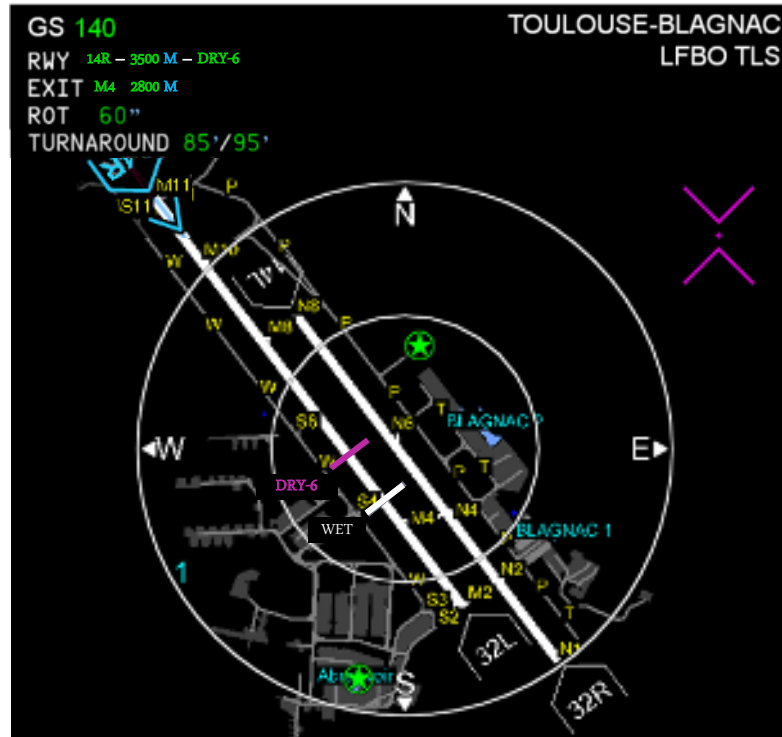 GS 140
TOULOUSE-BLAGNAC
LFBO TLS
RWY 14R – 3500 M – DRY-6
EXIT M4 2800 M
ROT 60”
TURNAROUND 85’/95’
M11
P
S11
N
M10
P
W
14L
N8
W
M8
P
W
P
T
S6
N6
BLAGNAC
W
E
W
P
T
DRY-6
S4
N4
M4
WET
BLAGNAC 1
1
N2
W
P
M2
S3
S2
T
N1
32L
S
32R